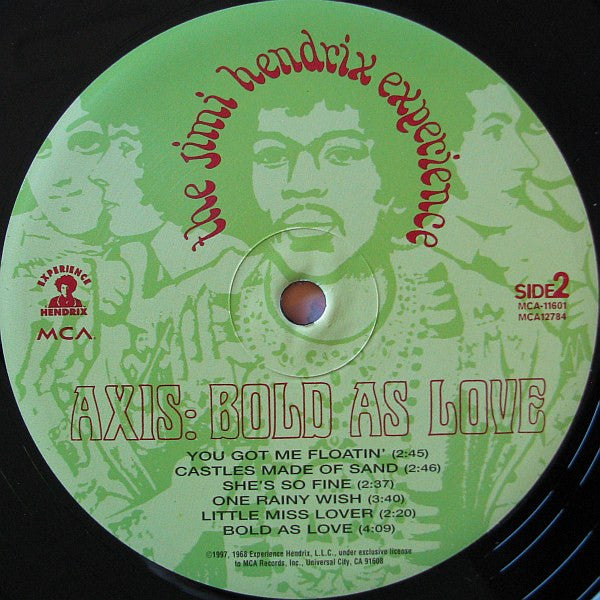 the jimi hendrix experience
EXPERIENCE
HENDRIX
MCA.
SIDE 2
MCA-11601
MCA12784
AXIS: BOLD AS LOVE
YOU GOT ME FLOATIN' (2:45)
CASTLES MADE OF SAND (2:46)
SHE'S SO FINE (2:37)
ONE RAINY WISH (3:40)
LITTLE MISS LOVER (2:20)
BOLD AS LOVE (4:09)
©1997, 1968 Experience Hendrix, L.L.C., under exclusive license
to MCA Records, Inc., Universal City, CA 91608